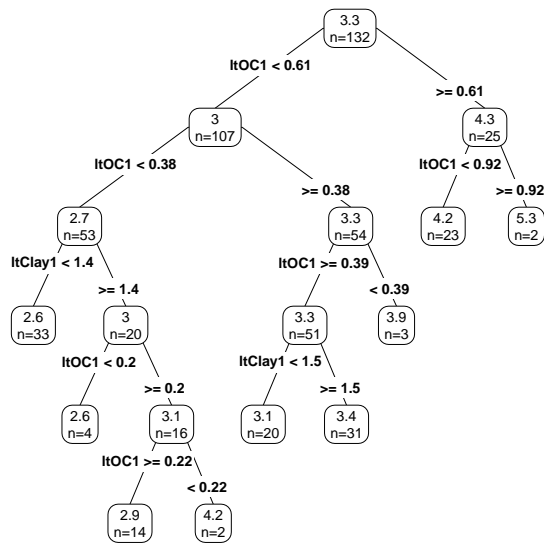 3.3
n=132
ltOC1 < 0.61
>= 0.61
3
n=107
4.3
n=25
ltOC1 < 0.38
>= 0.38
ltOC1 < 0.92
>= 0.92
2.7
n=53
3.3
n=54
4.2
n=23
5.3
n=2
ltClay1 < 1.4
>= 1.4
ltOC1 >= 0.39
< 0.39
2.6
n=33
3
n=20
3.3
n=51
3.9
n=3
ltOC1 < 0.2
>= 0.2
ltClay1 < 1.5
>= 1.5
2.6
n=4
3.1
n=16
3.1
n=20
3.4
n=31
ltOC1 >= 0.22
< 0.22
2.9
n=14
4.2
n=2